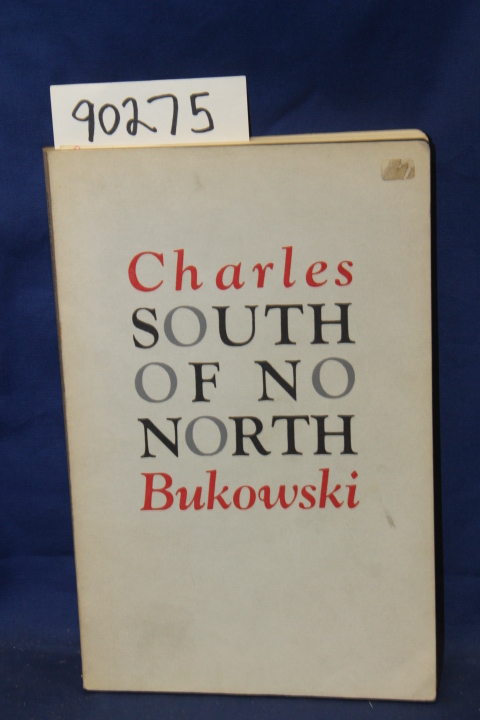 90275
Charles
SOUTH
OF NO
NORTH
Bukowski